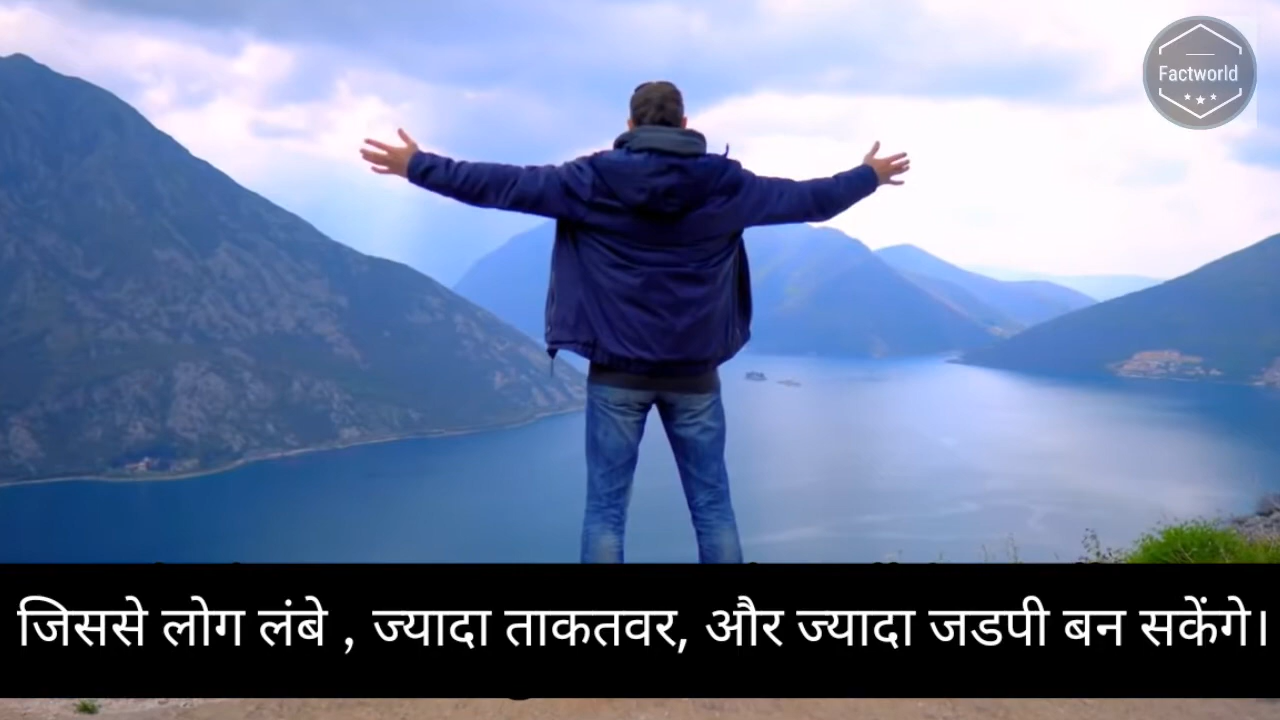 Factworld
जिससे लोग लंबे , ज्यादा ताकतवर, और ज्यादा जडपी बन सकेंगे।